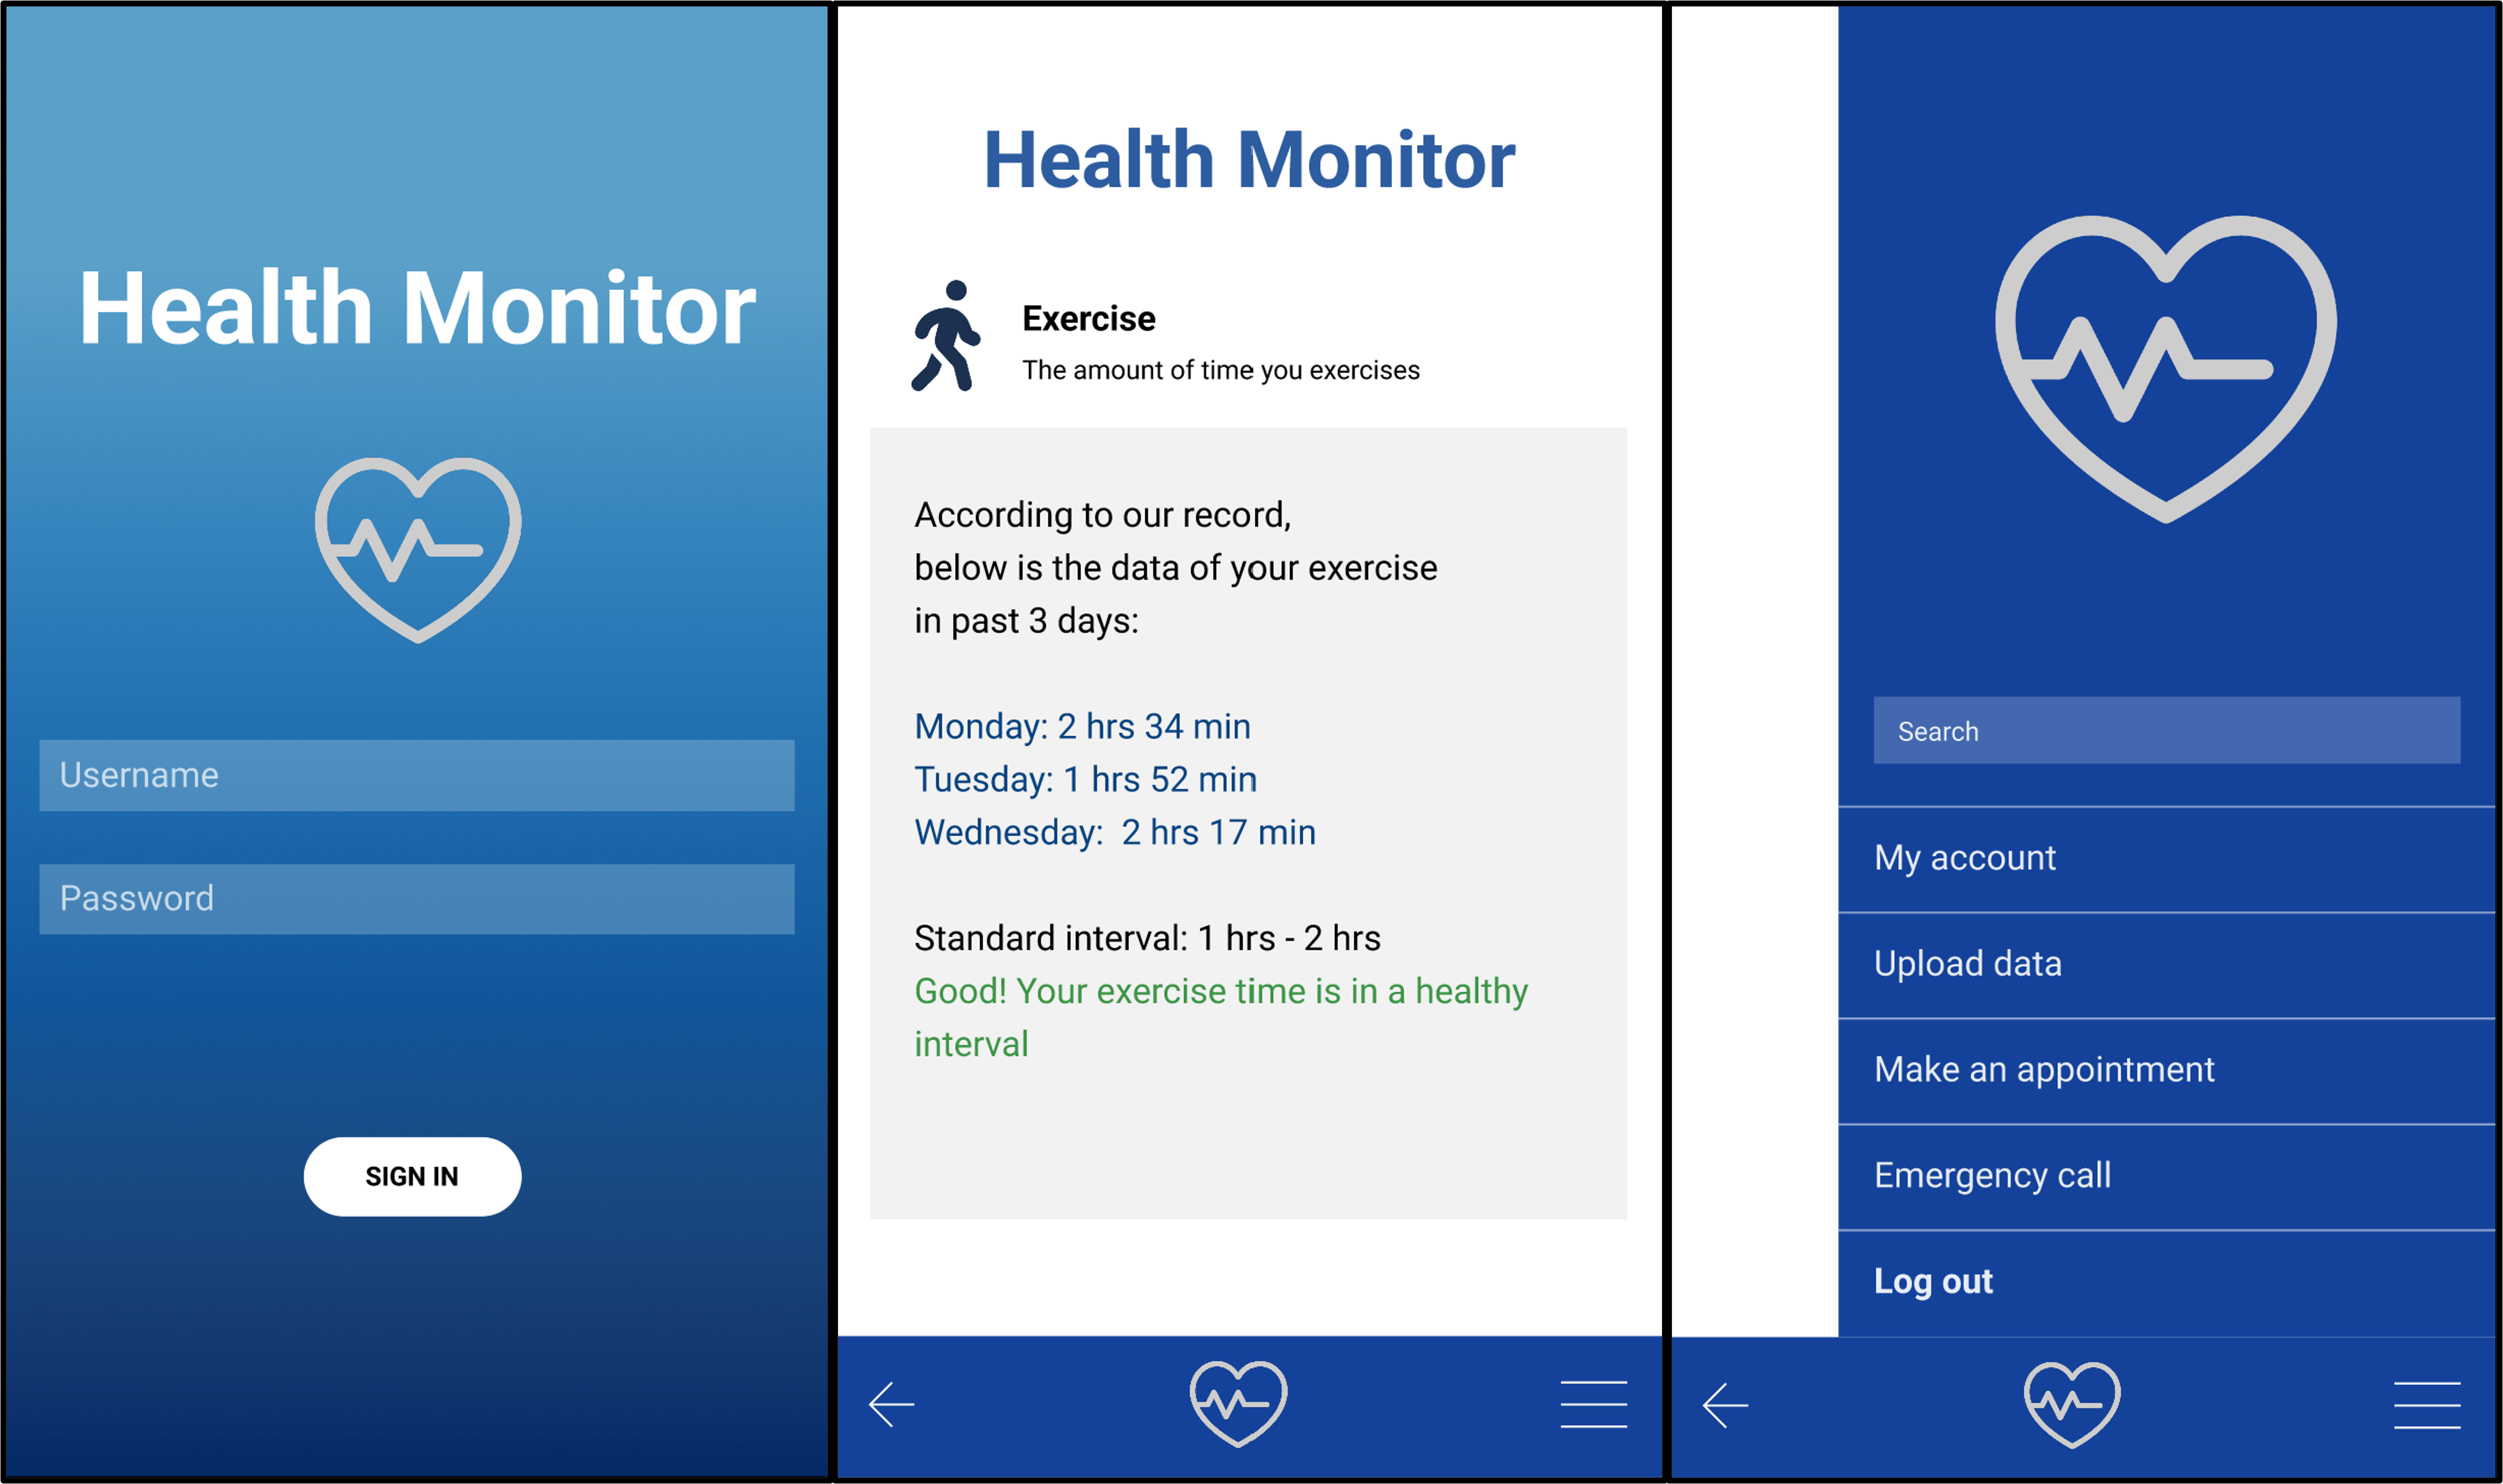 Health Monitor
Username
Password
SIGN IN
Health Monitor
Exercise
The amount of time you exercises
According to our record,
below is the data of your exercise
in past 3 days:
Monday: 2 hrs 34 min
Tuesday: 1 hrs 52 min
Wednesday:  2 hrs 17 min
Standard interval: 1 hrs - 2 hrs
Good! Your exercise time is in a healthy
interval
Search
My account
Upload data
Make an appointment
Emergency call
Log out